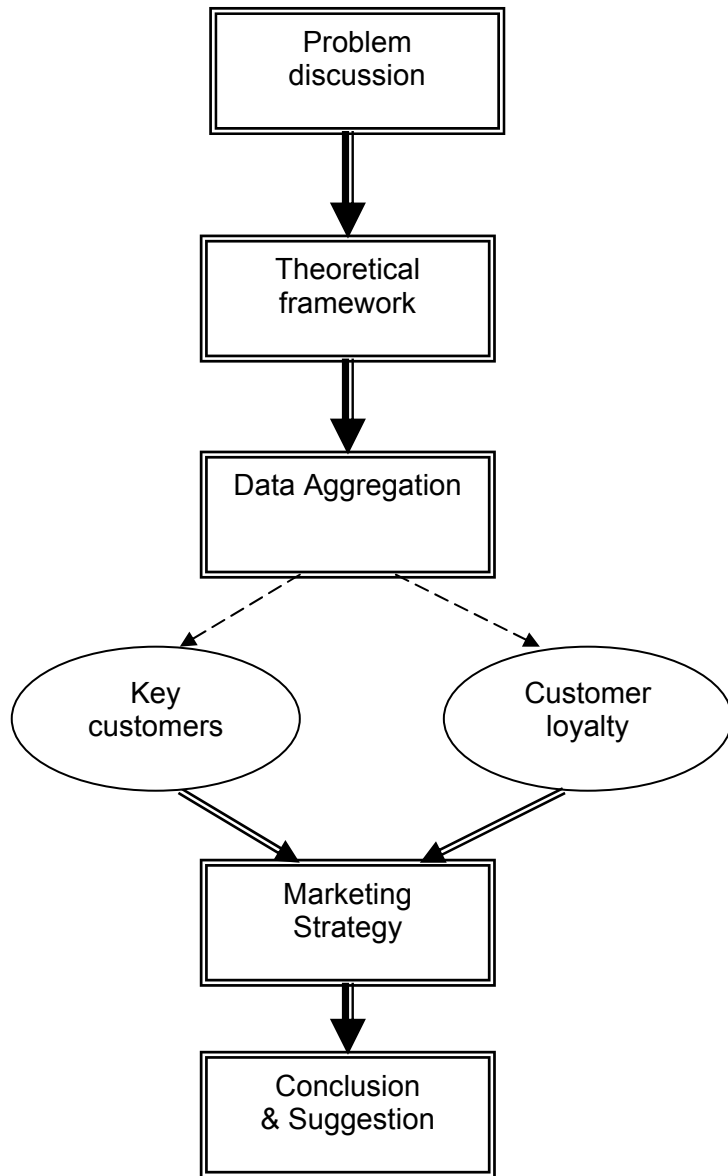 Problem
discussion
Theoretical
framework
Data Aggregation
Key
customers
Customer
loyalty
Marketing
Strategy
Conclusion
& Suggestion